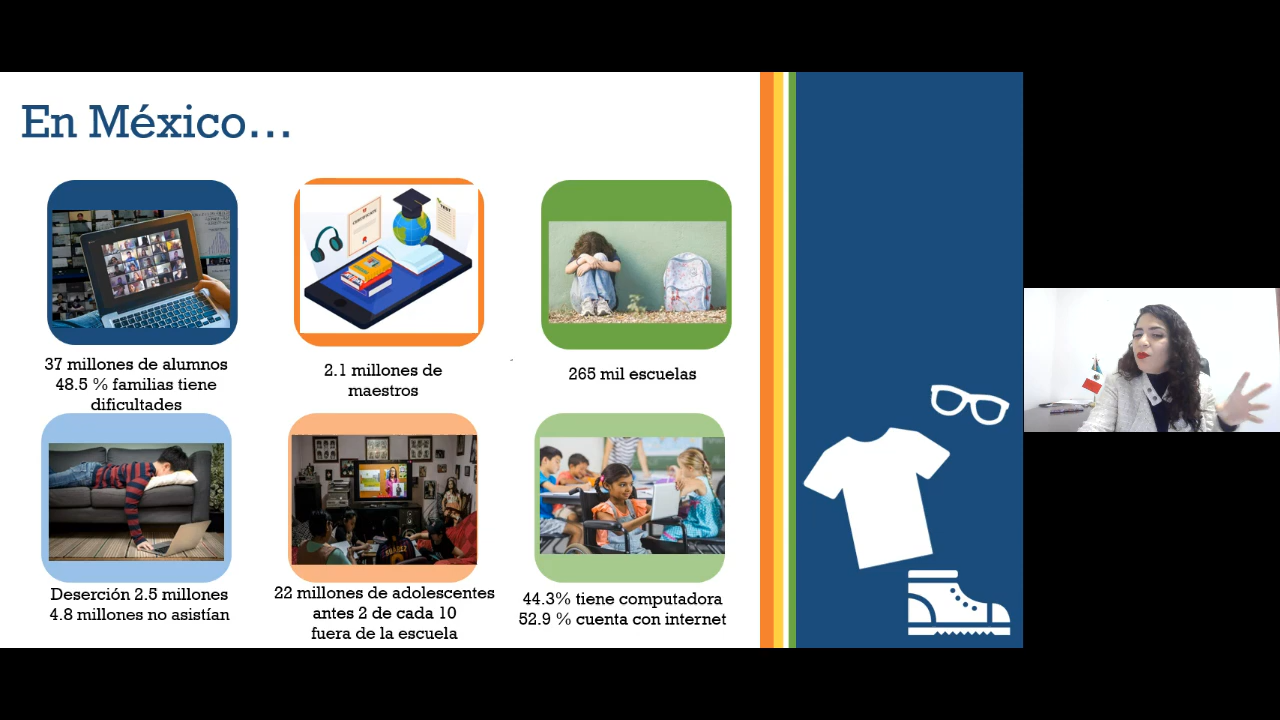 En México...
37 millones de alumnos
48.5 % familias tiene
dificultades
2.1 millones de
maestros
265 mil escuelas
Deserción 2.5 millones
4.8 millones no asistían
22 millones de adolescentes
antes 2 de cada 10
fuera de la escuela
44.3% tiene computadora
52.9 % cuenta con internet